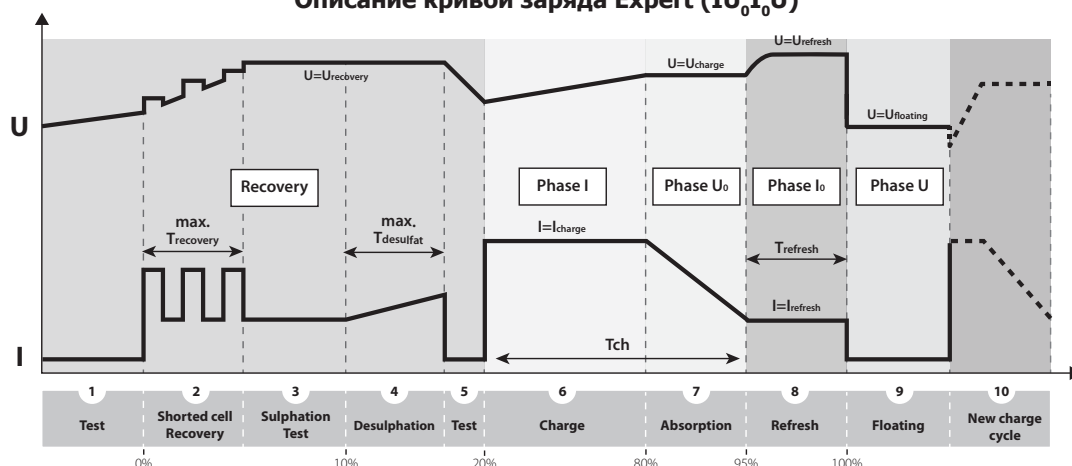 Описание кривой заряда Expert (IU₀I₀U)
U
U=Urecovery
U=Ucharge
U=Urefresh
U=Ufloating
Recovery
Phase I
Phase U₀
Phase I₀
Phase U
max.
Trecovery
max.
Tdesulfat
I=Icharge
Trefresh
I=Irefresh
Tch
I
1
2
3
4
5
6
7
8
9
10
Test
Shorted cell
Recovery
Sulphation
Test
Desulphation
Test
Charge
Absorption
Refresh
Floating
New charge
cycle
0%
10%
20%
80%
95%
100%